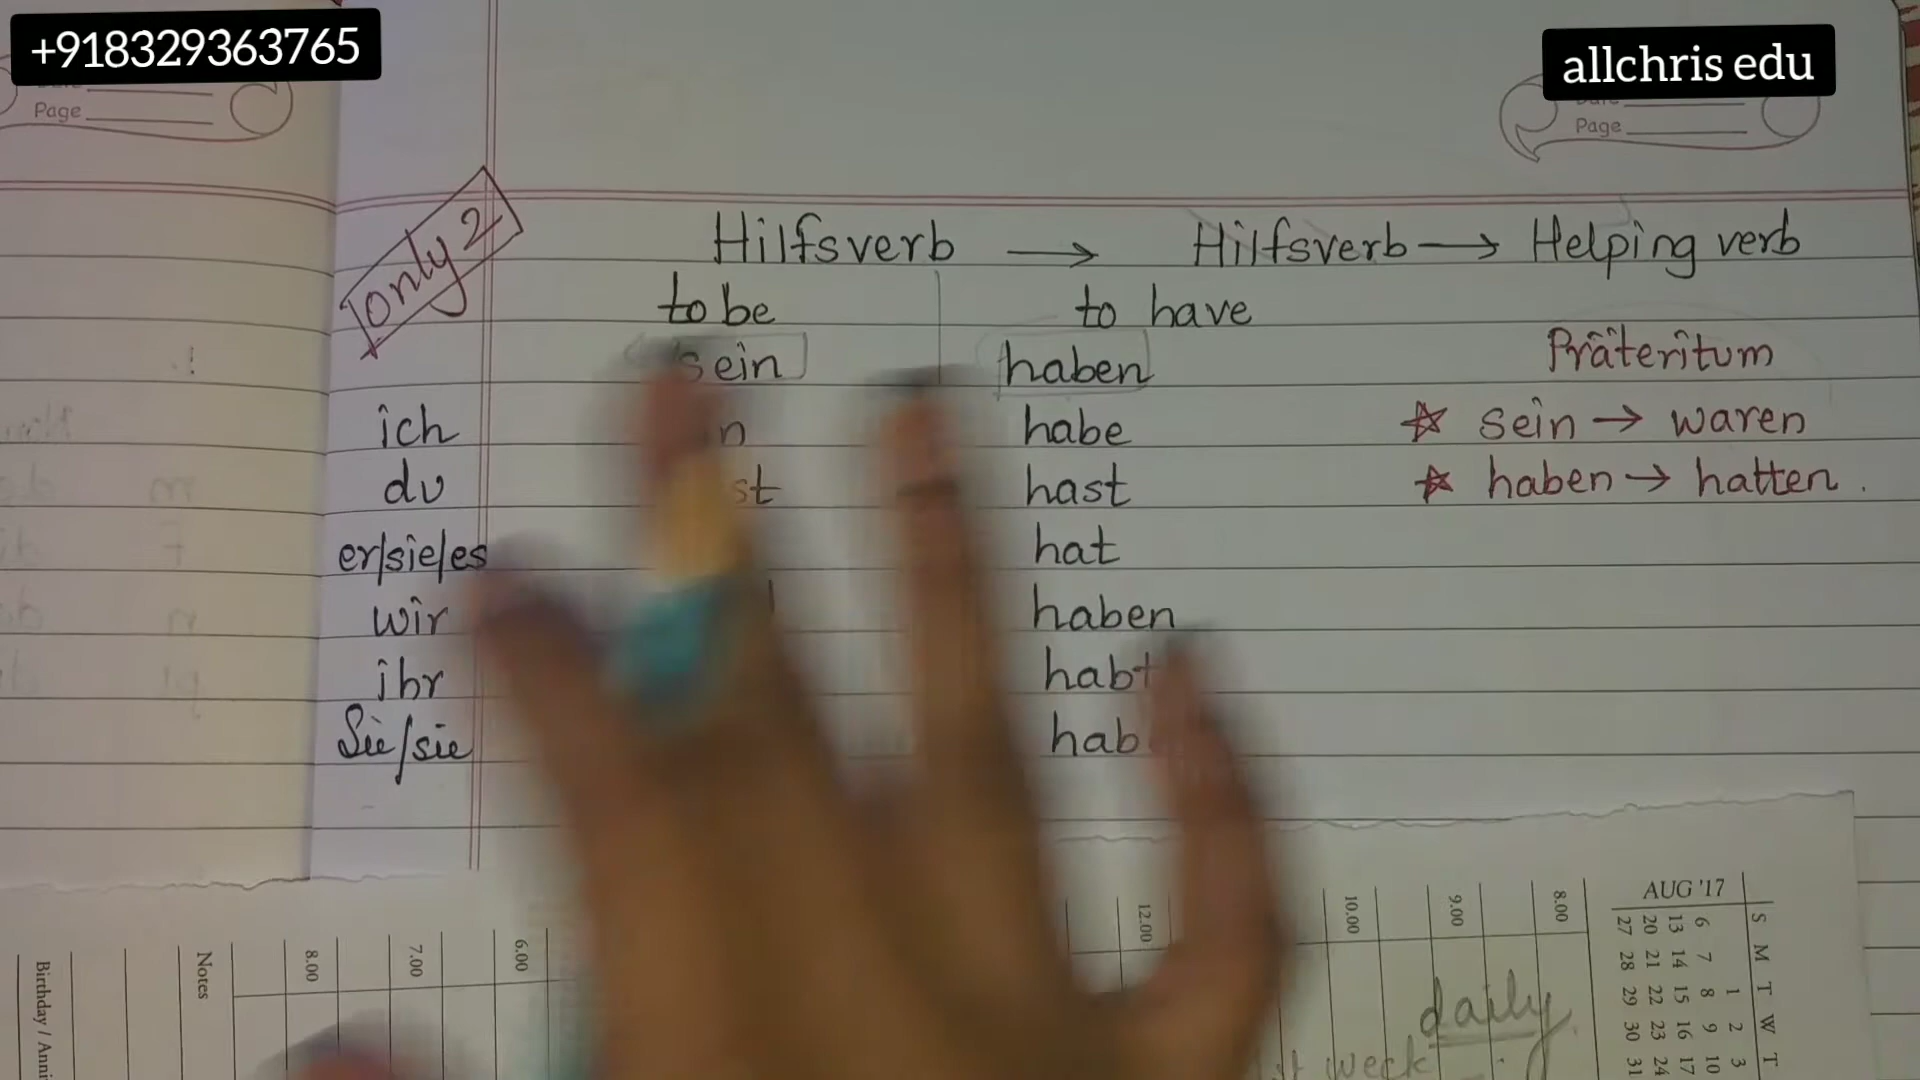 +918329363765
allchris edu
Page
Page
only 2
Hilfsverb → Hilfsverb → Helping verb
to be to have
sein haben Präteritum
ich habe ☆ sein → waren
du hast ☆ haben → hatten.
er/sie/es hat
wir haben
ihr habt
Sie/sie
AUG '17
S 6 13 20 27
M 7 14 21 28
T 1 8 15 22 29
W 2 9 16 23 30
T 3 10 17 24 31
8.00
9.00
10.00
12.00
6.00
7.00
8.00
Notes
Birthday /
daily
week